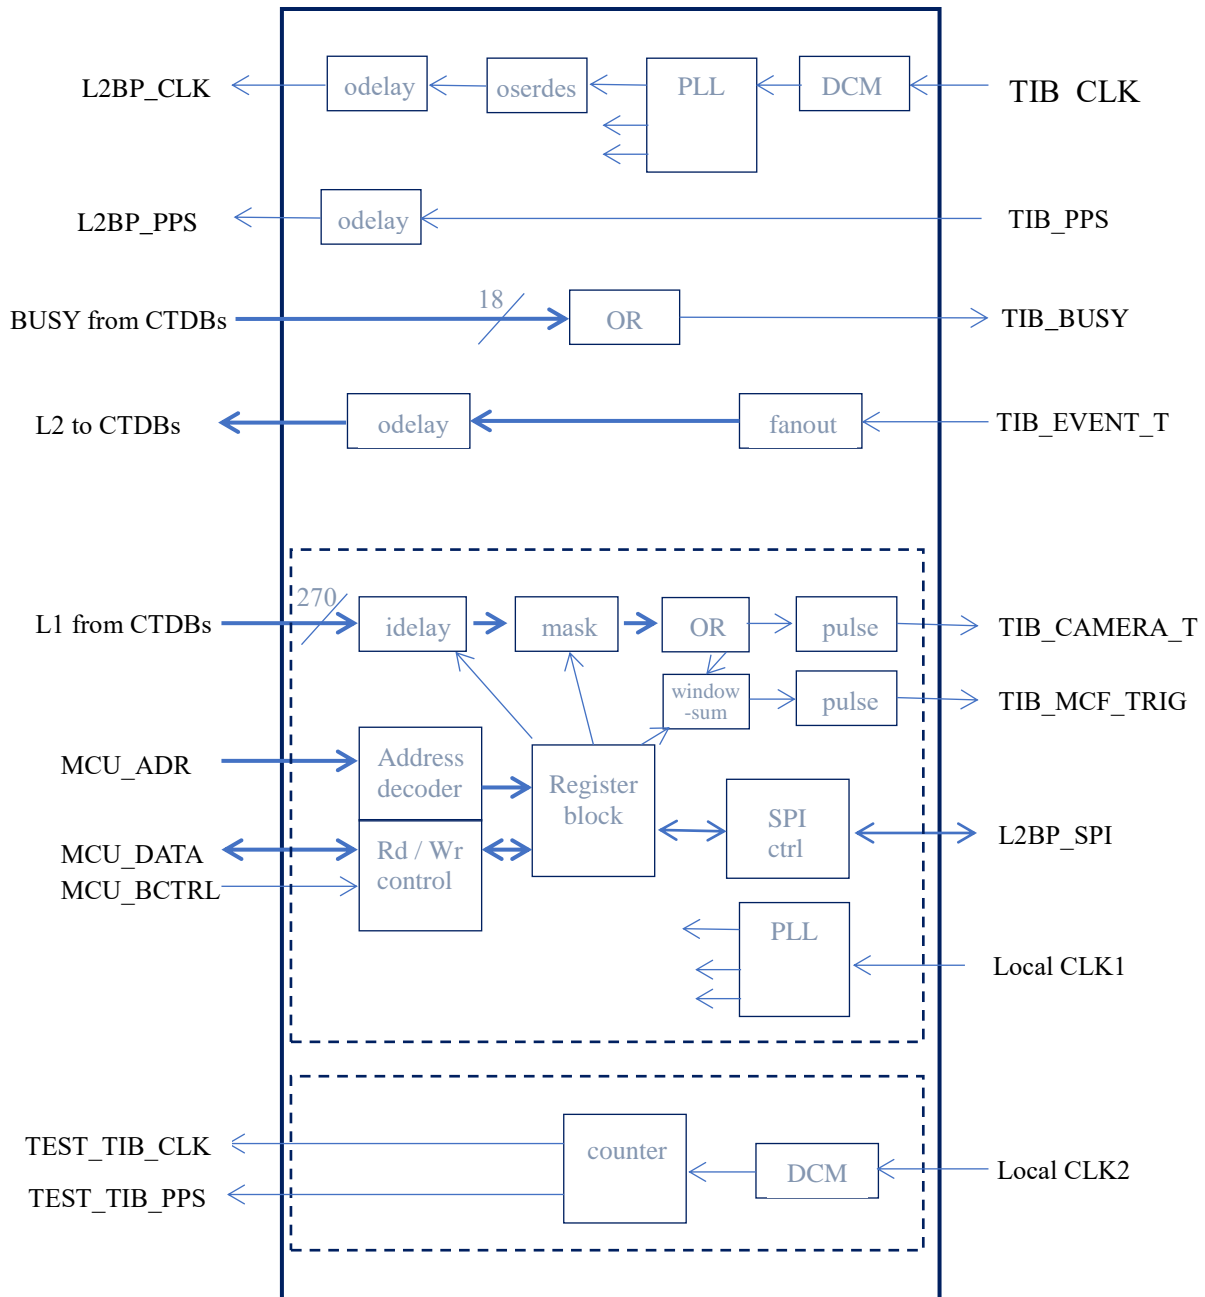 L2BP_CLK
odelay
oserdes
PLL
DCM
TIB CLK
L2BP_PPS
odelay
TIB_PPS
BUSY from CTDBs
18
OR
TIB_BUSY
L2 to CTDBs
odelay
fanout
TIB_EVENT_T
L1 from CTDBs
270
idelay
mask
OR
pulse
TIB_CAMERA_T
window
-sum
pulse
TIB_MCF_TRIG
MCU_ADR
Address
decoder
Register
block
SPI
ctrl
L2BP_SPI
MCU_DATA
MCU_BCTRL
Rd / Wr
control
PLL
Local CLK1
TEST_TIB_CLK
TEST_TIB_PPS
counter
DCM
Local CLK2